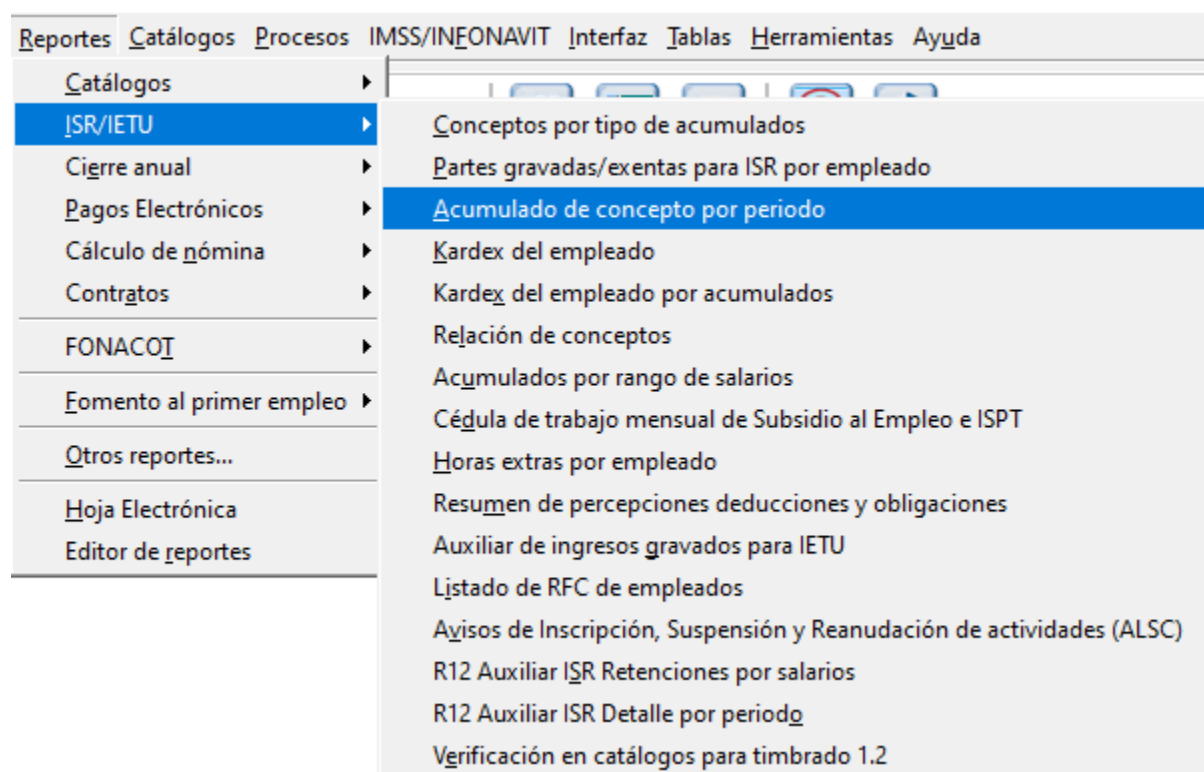 Reportes Catálogos Procesos IMSS/INFONAVIT Interfaz Tablas Herramientas Ayuda
Catálogos
ISR/IETU
Cierre anual
Pagos Electrónicos
Cálculo de nómina
Contratos
FONACOT
Fomento al primer empleo
Otros reportes...
Hoja Electrónica
Editor de reportes
Conceptos por tipo de acumulados
Partes gravadas/exentas para ISR por empleado
Acumulado de concepto por periodo
Kardex del empleado
Kardex del empleado por acumulados
Relación de conceptos
Acumulados por rango de salarios
Cédula de trabajo mensual de Subsidio al Empleo e ISPT
Horas extras por empleado
Resumen de percepciones deducciones y obligaciones
Auxiliar de ingresos gravados para IETU
Listado de RFC de empleados
Avisos de Inscripción, Suspensión y Reanudación de actividades (ALSC)
R12 Auxiliar ISR Retenciones por salarios
R12 Auxiliar ISR Detalle por periodo
Verificación en catálogos para timbrado 1.2